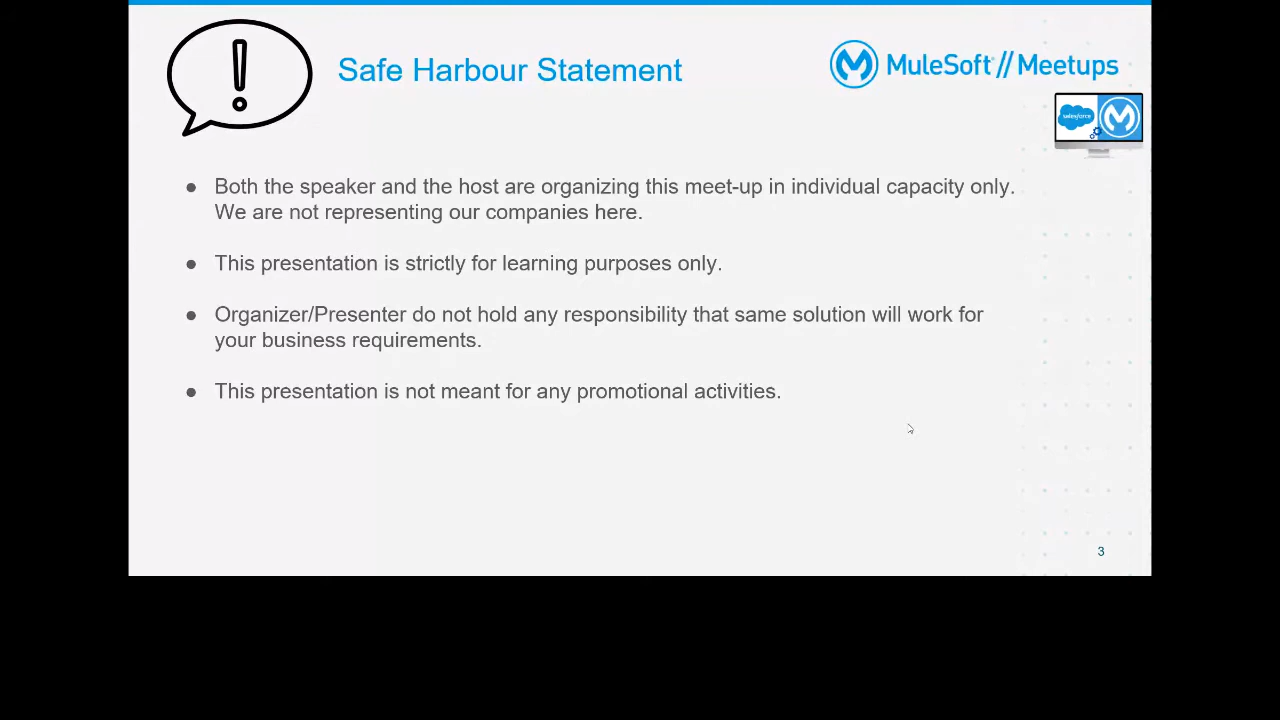 Safe Harbour Statement
MuleSoft // Meetups
salesforce
● Both the speaker and the host are organizing this meet-up in individual capacity only.
We are not representing our companies here.
● This presentation is strictly for learning purposes only.
● Organizer/Presenter do not hold any responsibility that same solution will work for
your business requirements.
● This presentation is not meant for any promotional activities.
3